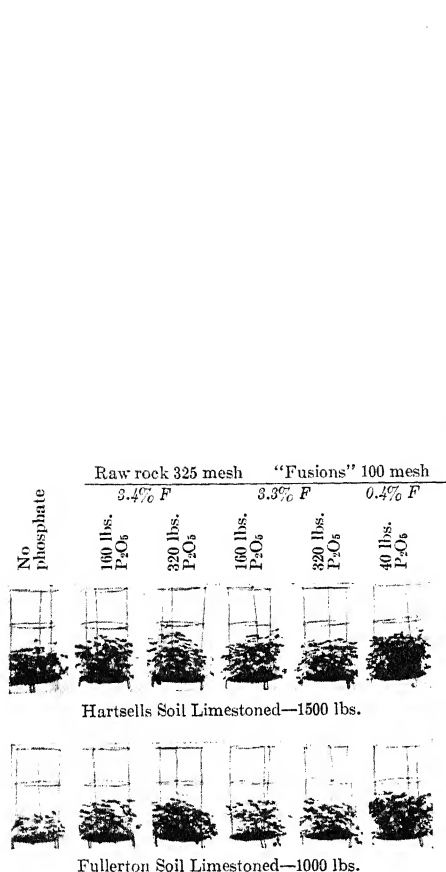 Raw rock 325 mesh "Fusions" 100 mesh
3.4% F 3.3% F 0.4% F
No phosphate
160 lbs. P₂O₅
320 lbs. P₂O₅
160 lbs. P₂O₅
320 lbs. P₂O₅
40 lbs. P₂O₅
Hartsells Soil Limestoned—1500 lbs.
Fullerton Soil Limestoned—1000 lbs.